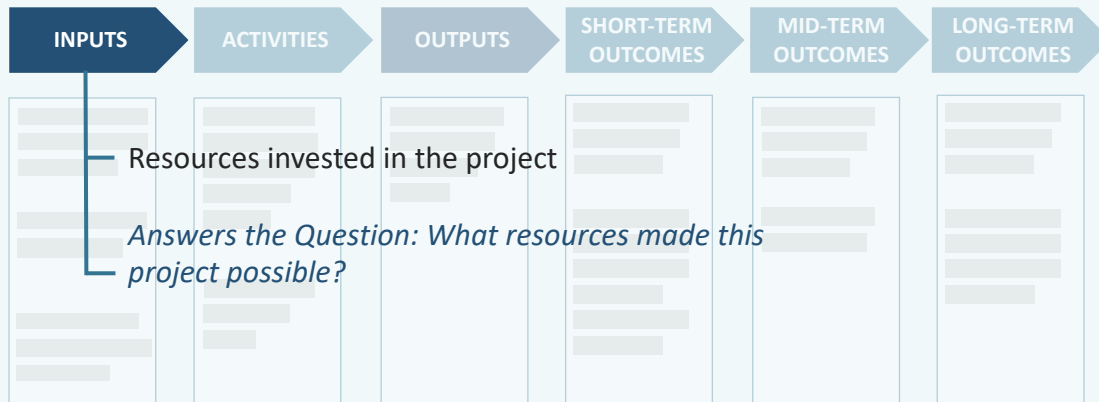 INPUTS
ACTIVITIES
OUTPUTS
SHORT-TERM
OUTCOMES
MID-TERM
OUTCOMES
LONG-TERM
OUTCOMES
Resources invested in the project
Answers the Question: What resources made this
project possible?